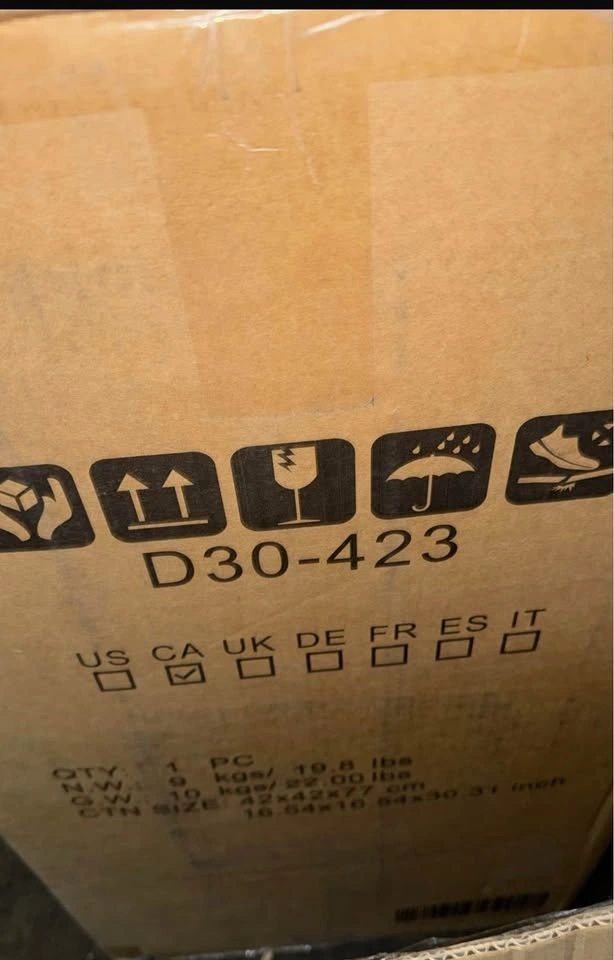 D30-423
US CA UK DE FR ES IT
QTY: 1 PC
N.W.: 9 kgs/ 19.8 lbs
G.W.: 10 kgs/ 22.00 lbs
CTN SIZE: 42x42x77 cm
16.54x16.54x30.31 inch